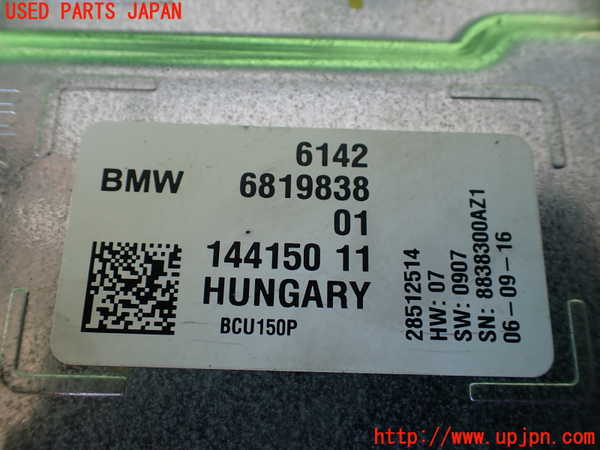 USED PARTS JAPAN
6142
BMW 6819838
01
144150 11
HUNGARY
BCU150P
28512514
HW: 07
SW: 0907
SN: 8838300AZ1
06-09-16
http://www.upjpn.com/